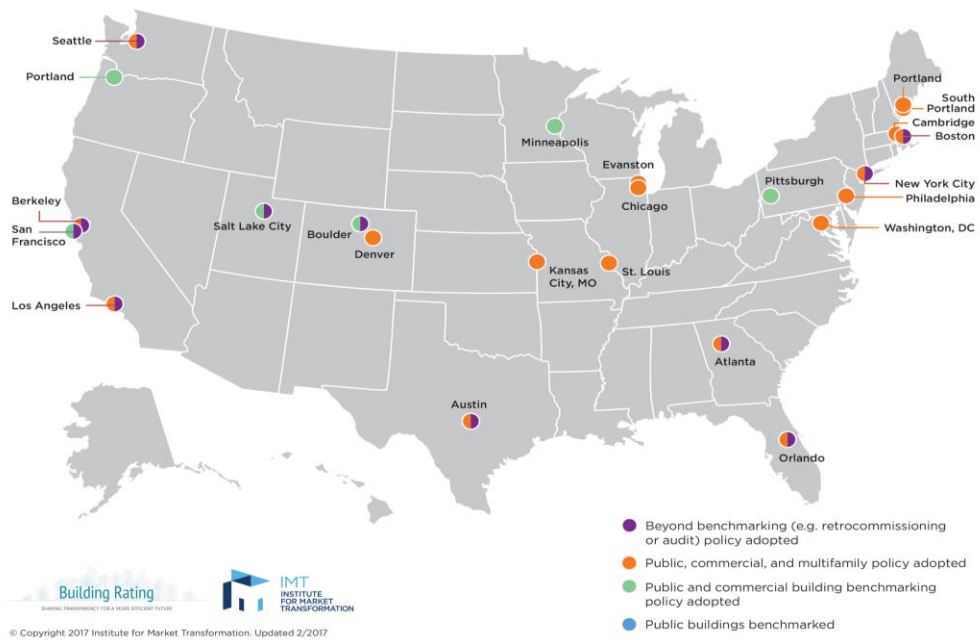 Seattle
Portland
Berkeley
San
Francisco
Los Angeles
Salt Lake City
Boulder
Denver
Minneapolis
Evanston
Chicago
Kansas
City, MO
St. Louis
Austin
Atlanta
Orlando
Pittsburgh
Portland
South
Portland
Cambridge
Boston
New York City
Philadelphia
Washington, DC
Beyond benchmarking (e.g. retrocommissioning
or audit) policy adopted
Public, commercial, and multifamily policy adopted
Public and commercial building benchmarking
policy adopted
Public buildings benchmarked
Building Rating
SHARING TRANSPARENCY FOR A MORE EFFICIENT FUTURE
IMT
INSTITUTE
FOR MARKET
TRANSFORMATION
© Copyright 2017 Institute for Market Transformation. Updated 2/2017